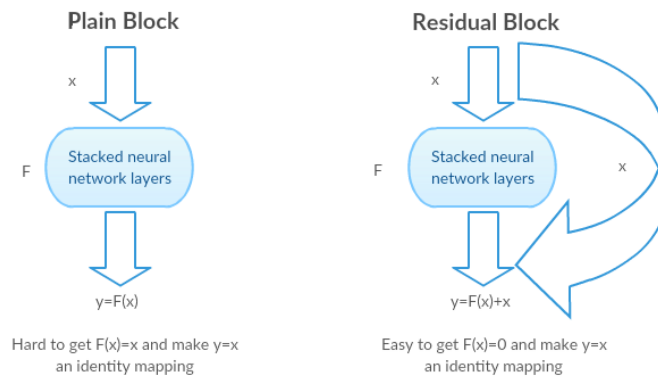 Plain Block
x
F
Stacked neural
network layers
y=F(x)
Hard to get F(x)=x and make y=x
an identity mapping
Residual Block
x
F
Stacked neural
network layers
x
y=F(x)+x
Easy to get F(x)=0 and make y=x
an identity mapping